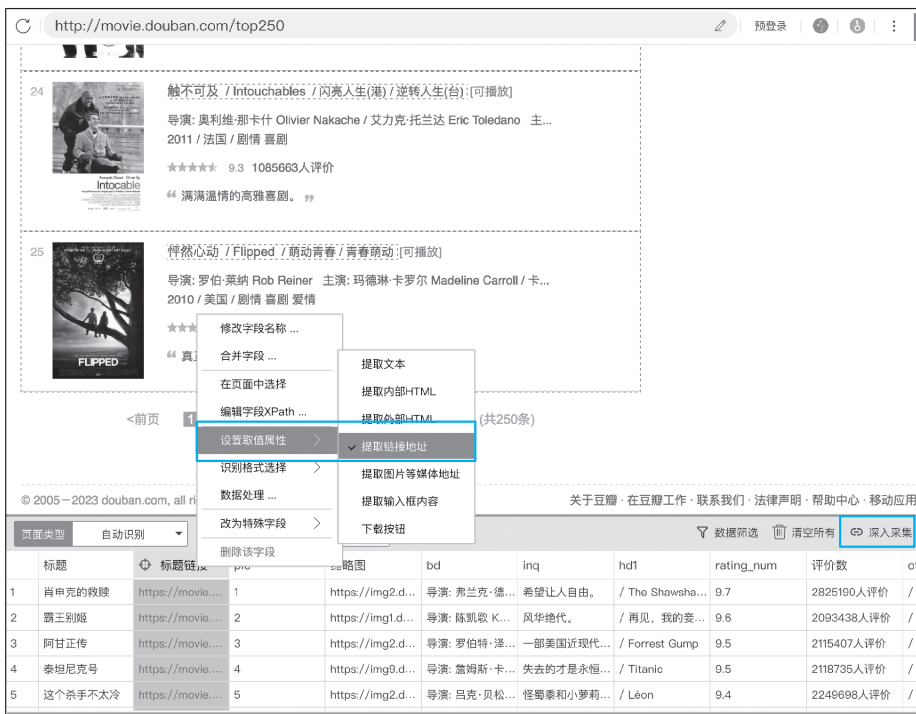 http://movie.douban.com/top250
预登录
24
触不可及 / Intouchables / 闪亮人生(港) / 逆转人生(台) [可播放]
导演: 奥利维·那卡什 Olivier Nakache / 艾力克·托兰达 Eric Toledano 主...
2011 / 法国 / 剧情 喜剧
9.3 1085663人评价
“ 满满温情的高雅喜剧。 ”
Intocable
25
怦然心动 / Flipped / 萌动青春 / 青春萌动 [可播放]
导演: 罗伯·莱纳 Rob Reiner 主演: 玛德琳·卡罗尔 Madeline Carroll / 卡...
2010 / 美国 / 剧情 喜剧 爱情
“ 真
FLIPPED
修改字段名称 ...
合并字段 ...
在页面中选择
编辑字段XPath ...
设置取值属性
识别格式选择
数据处理 ...
改为特殊字段
删除该字段
提取文本
提取内部HTML
提取外部HTML
提取链接地址
提取图片等媒体地址
提取输入框内容
下载按钮
<前页 1 (共250条)
© 2005－2023 douban.com, all ri
关于豆瓣 · 在豆瓣工作 · 联系我们 · 法律声明 · 帮助中心 · 移动应用
页面类型 自动识别 数据筛选 清空所有 深入采集
标题 标题链接 pic 缩略图 bd inq hd1 rating_num 评价数
1 肖申克的救赎 https://movie.... 1 https://img2.d... 导演: 弗兰克·德... 希望让人自由。 / The Shawsha... 9.7 2825190人评价 /
2 霸王别姬 https://movie.... 2 https://img1.d... 导演: 陈凯歌 K... 风华绝代。 / 再见，我的妾... 9.6 2093438人评价 /
3 阿甘正传 https://movie.... 3 https://img2.d... 导演: 罗伯特·泽... 一部美国近现代... / Forrest Gump 9.5 2115407人评价 /
4 泰坦尼克号 https://movie.... 4 https://img9.d... 导演: 詹姆斯·卡... 失去的才是永恒... / Titanic 9.5 2118735人评价 /
5 这个杀手不太冷 https://movie.... 5 https://img2.d... 导演: 吕克·贝松... 怪蜀黍和小萝莉... / Léon 9.4 2249698人评价 /